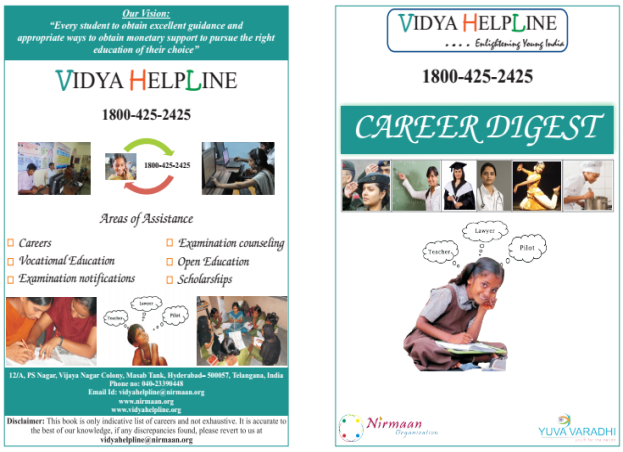 Our Vision:
"Every student to obtain excellent guidance and
appropriate ways to obtain monetary support to pursue the right
education of their choice"
VIDYA HELPLINE
1800-425-2425
1800-425-2425
Areas of Assistance
Careers
Vocational Education
Examination notifications
Examination counseling
Open Education
Scholarships
Teacher
Lawyer
Pilot
12/A, PS Nagar, Vijaya Nagar Colony, Masab Tank, Hyderabad– 500057, Telangana, India
Phone no: 040-23390448
Email Id: vidyahelpline@nirmaan.org
www.nirmaan.org
www.vidyahelpline.org
Disclaimer: This book is only indicative list of careers and not exhaustive. It is accurate to
the best of our knowledge, if any discrepancies found, please revert to us at
vidyahelpline@nirmaan.org
VIDYA HELPLINE
.... Enlightening Young India
1800-425-2425
CAREER DIGEST
Teacher
Lawyer
Pilot
Nirmaan
Organization
YUVA VARADHI